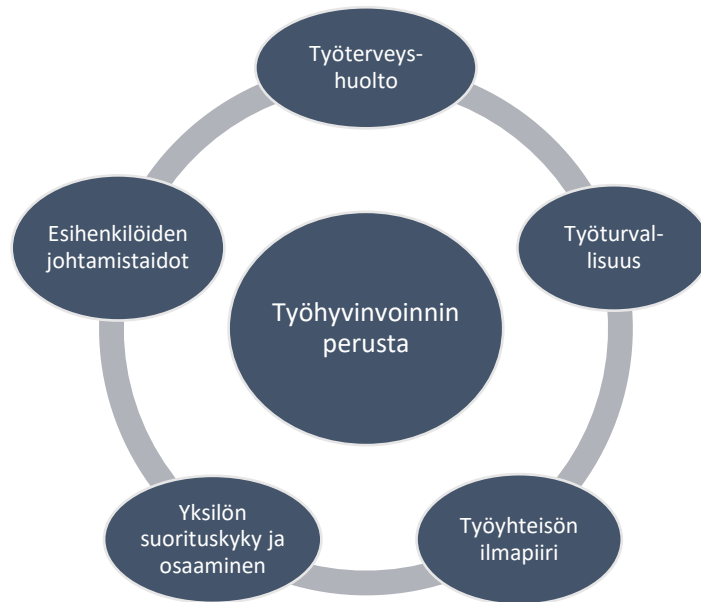 Työterveys-
huolto
Työturval-
lisuus
Työyhteisön
ilmapiiri
Yksilön
suorituskyky ja
osaaminen
Esihenkilöiden
johtamistaidot
Työhyvinvoinnin
perusta